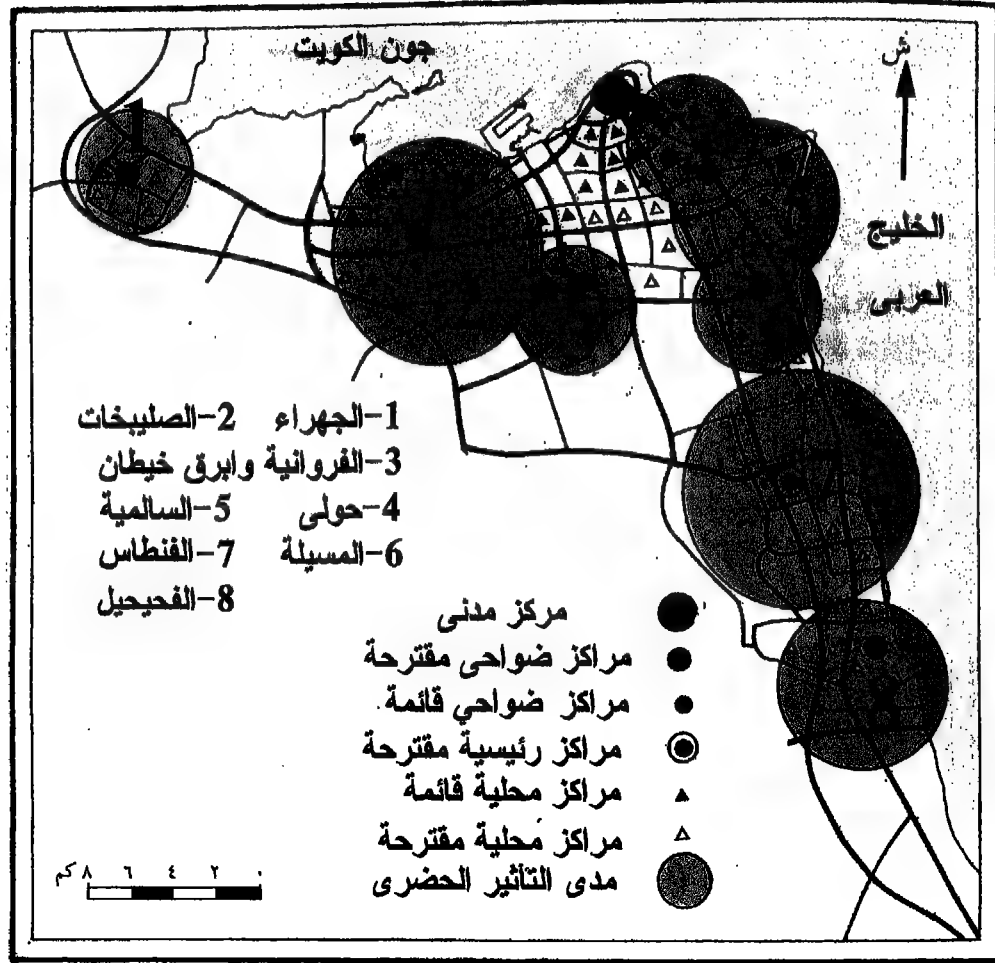 جون الكويت
ش
1
الخليج
العربى
1-الجهراء 2-الصليبخات
3-الفروانية وابرق خيطان
4-حولى 5-السالمية
6-المسيلة 7-الفنطاس
8-الفحيحيل
مركز مدنى
مراكز ضواحى مقترحة
مراكز ضواحي قائمة
مراكز رئيسية مقترحة
مراكز محلية قائمة
مراكز محلية مقترحة
مدى التأثير الحضرى
٨ ٦ ٤ ٢ ٠ كم